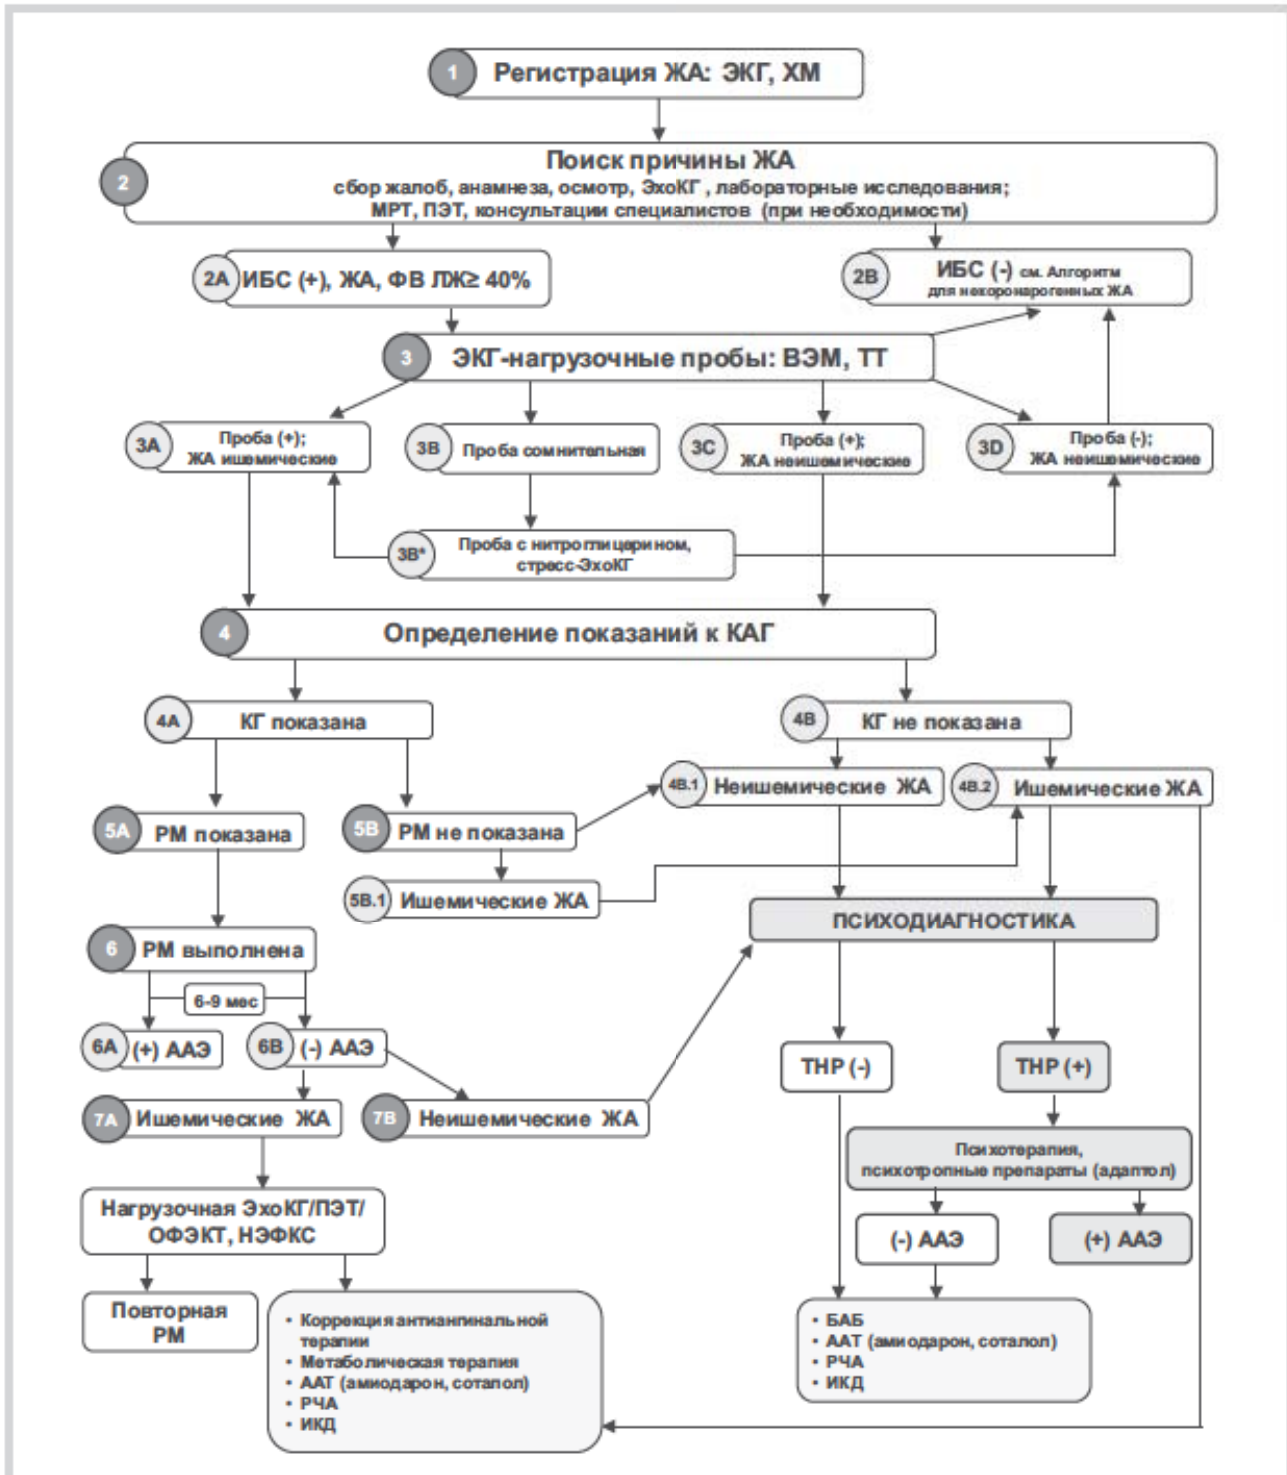 1 Регистрация ЖА: ЭКГ, ХМ
2 Поиск причины ЖА
сбор жалоб, анамнеза, осмотр, ЭхоКГ , лабораторные исследования;
МРТ, ПЭТ, консультации специалистов (при необходимости)
2A ИБС (+), ЖА, ФВ ЛЖ≥ 40%
2B ИБС (-) см. Алгоритм
для некоронарогенных ЖА
3 ЭКГ-нагрузочные пробы: ВЭМ, ТТ
3A Проба (+);
ЖА ишемические
3B Проба сомнительная
3C Проба (+);
ЖА неишемические
3D Проба (-);
ЖА неишемические
3B* Проба с нитроглицерином,
стресс-ЭхоКГ
4 Определение показаний к КАГ
4A КГ показана
4B КГ не показана
4B.1 Неишемические ЖА
4B.2 Ишемические ЖА
5A РМ показана
5B РМ не показана
5B.1 Ишемические ЖА
ПСИХОДИАГНОСТИКА
6 РМ выполнена
6-9 мес
6A (+) ААЭ
6B (-) ААЭ
ТНР (-)
ТНР (+)
7A Ишемические ЖА
7B Неишемические ЖА
Психотерапия,
психотропные препараты (адаптол)
Нагрузочная ЭхоКГ/ПЭТ/
ОФЭКТ, НЭФКС
(-) ААЭ
(+) ААЭ
Повторная
РМ
• Коррекция антиангинальной
терапии
• Метаболическая терапия
• ААТ (амиодарон, соталол)
• РЧА
• ИКД
• БАБ
• ААТ (амиодарон, соталол)
• РЧА
• ИКД